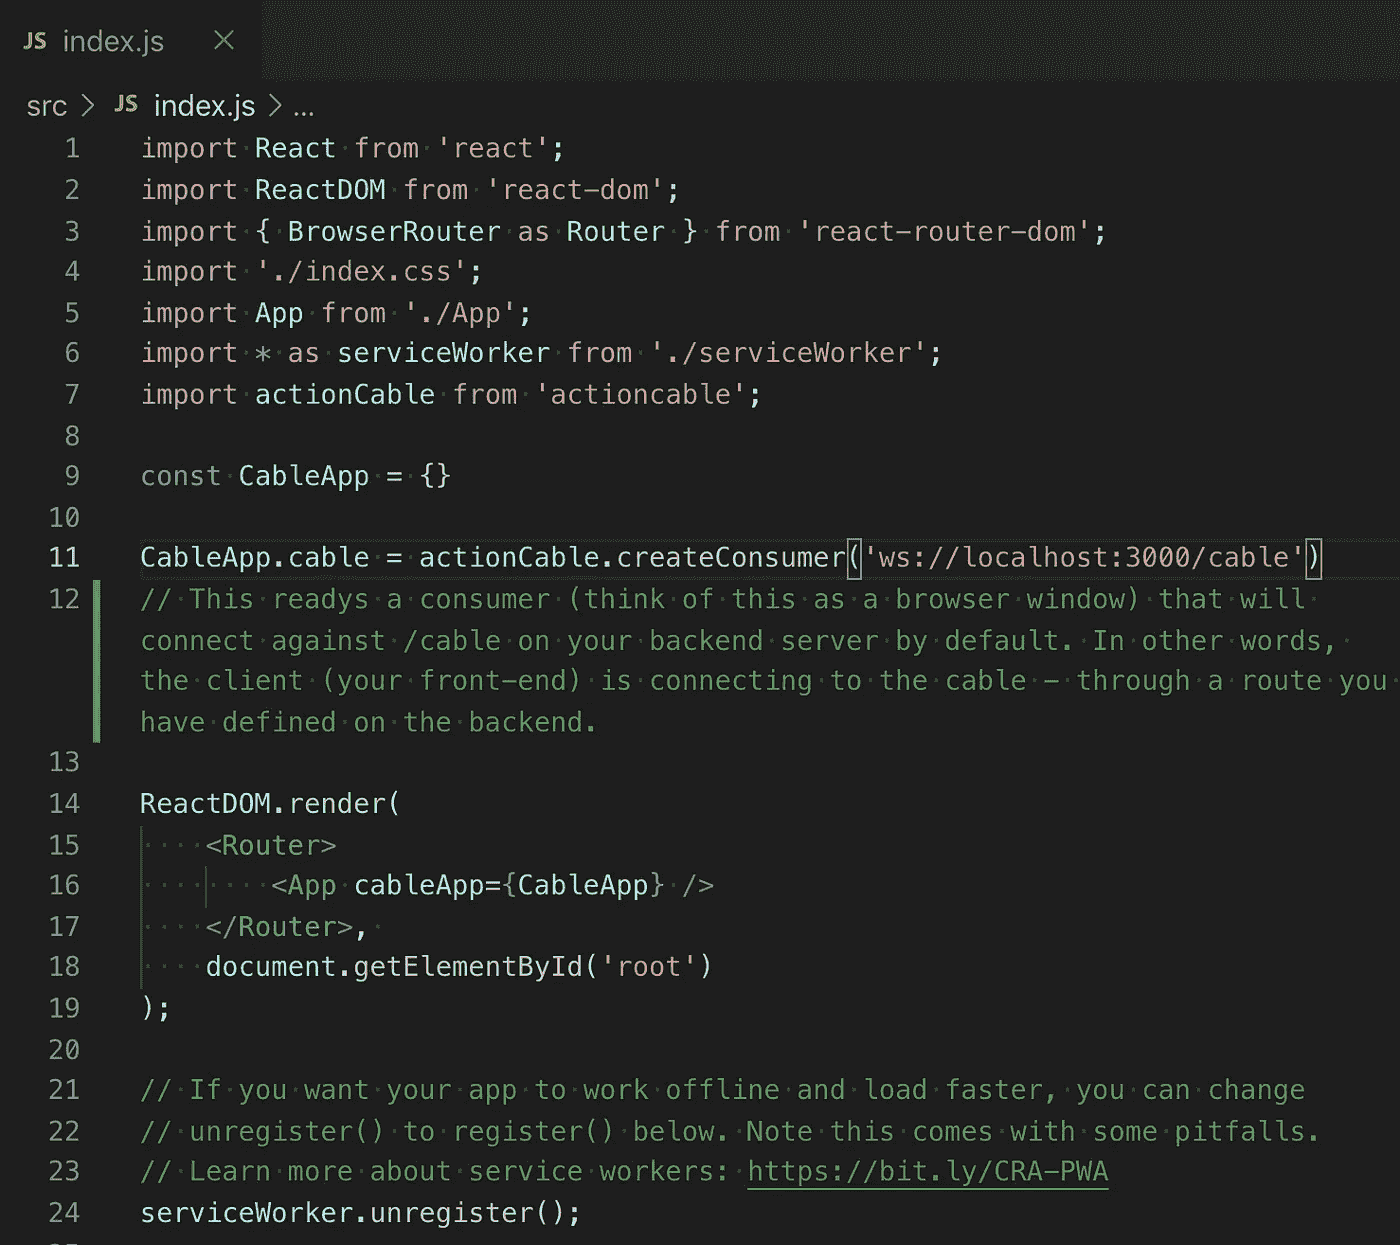 JS index.js ×
src > JS index.js > ...
1 import React from 'react';
2 import ReactDOM from 'react-dom';
3 import { BrowserRouter as Router } from 'react-router-dom';
4 import './index.css';
5 import App from './App';
6 import * as serviceWorker from './serviceWorker';
7 import actionCable from 'actioncable';
8
9 const CableApp = {}
10
11 CableApp.cable = actionCable.createConsumer('ws://localhost:3000/cable')
12 // This readys a consumer (think of this as a browser window) that will
connect against /cable on your backend server by default. In other words,
the client (your front-end) is connecting to the cable - through a route you
have defined on the backend.
13
14 ReactDOM.render(
15     <Router>
16         <App cableApp={CableApp} />
17     </Router>,
18     document.getElementById('root')
19 );
20
21 // If you want your app to work offline and load faster, you can change
22 // unregister() to register() below. Note this comes with some pitfalls.
23 // Learn more about service workers: https://bit.ly/CRA-PWA
24 serviceWorker.unregister();